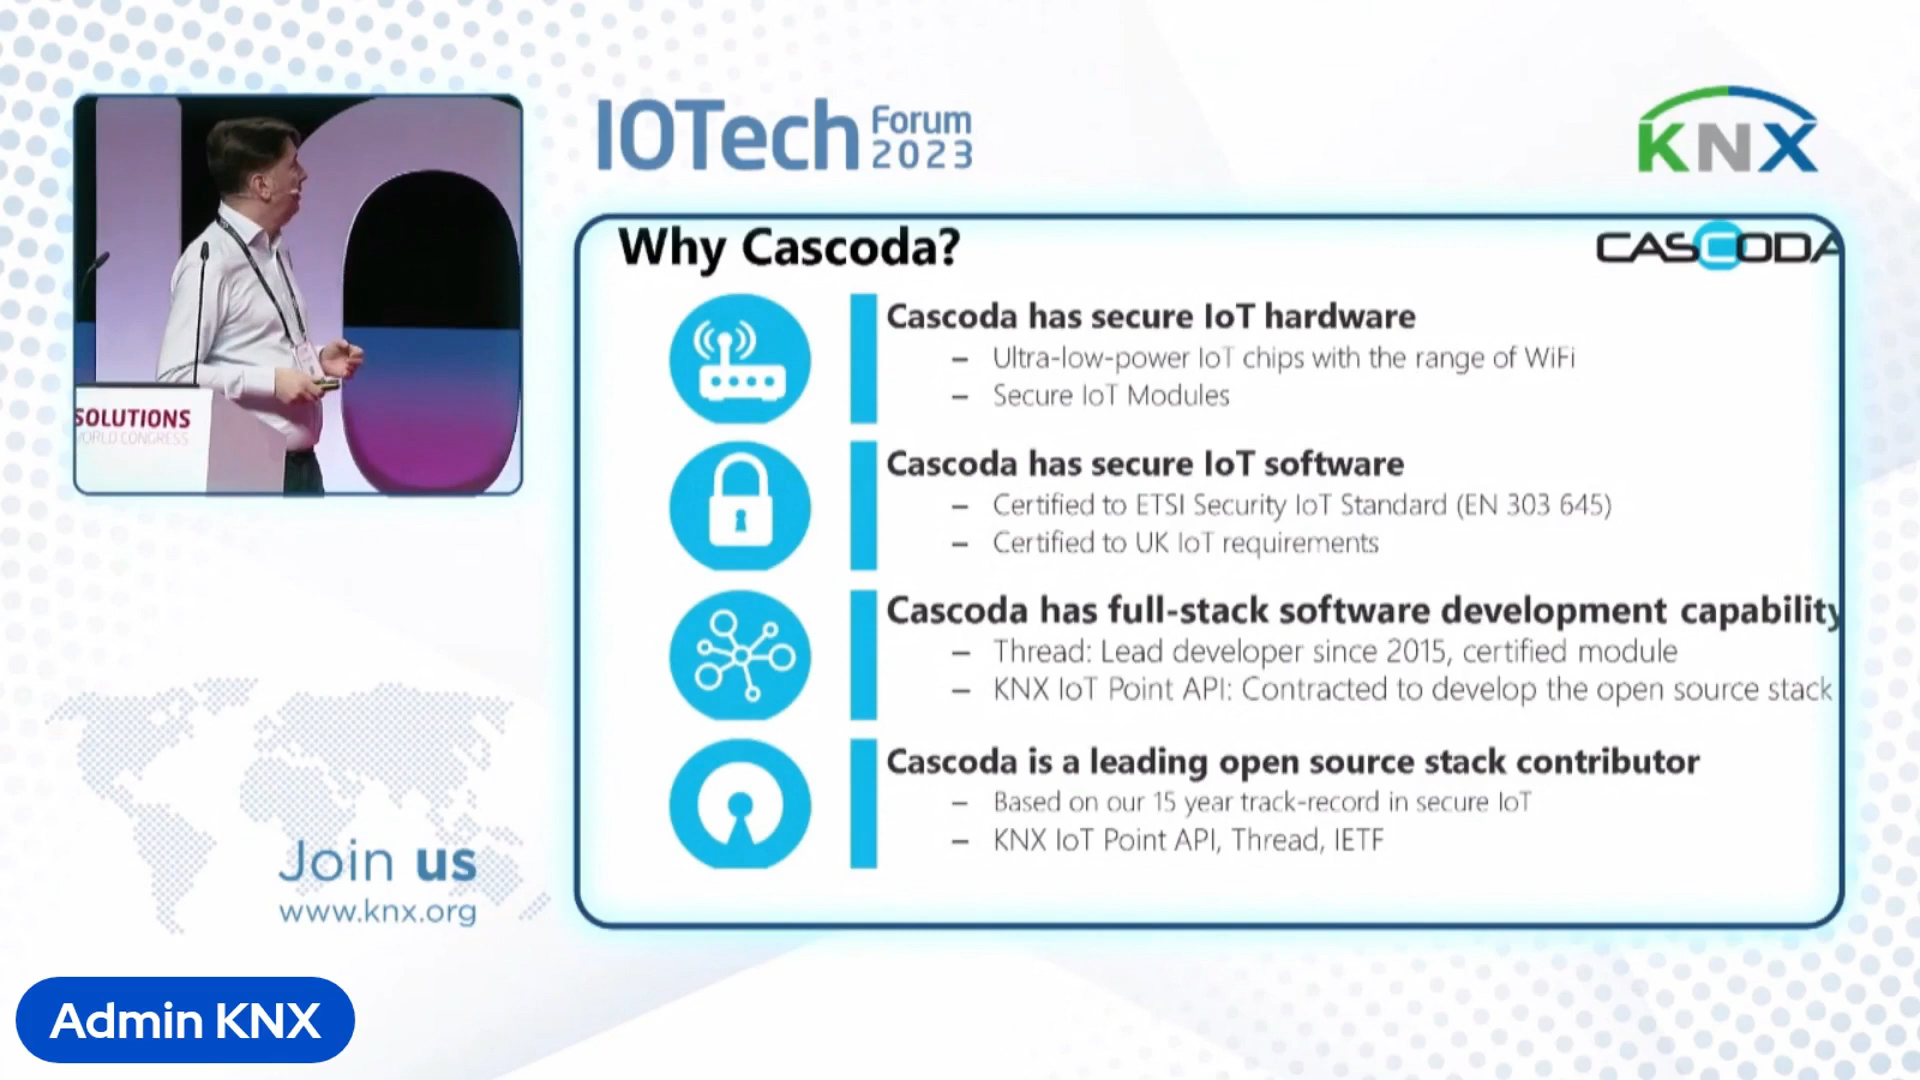 IOTech Forum 2023
KNX
SOLUTIONS
WORLD CONGRESS
Why Cascoda?
CASCODA
Cascoda has secure IoT hardware
– Ultra-low-power IoT chips with the range of WiFi
– Secure IoT Modules
Cascoda has secure IoT software
– Certified to ETSI Security IoT Standard (EN 303 645)
– Certified to UK IoT requirements
Cascoda has full-stack software development capability
– Thread: Lead developer since 2015, certified module
– KNX IoT Point API: Contracted to develop the open source stack
Cascoda is a leading open source stack contributor
– Based on our 15 year track-record in secure IoT
– KNX IoT Point API, Thread, IETF
Join us
www.knx.org
Admin KNX